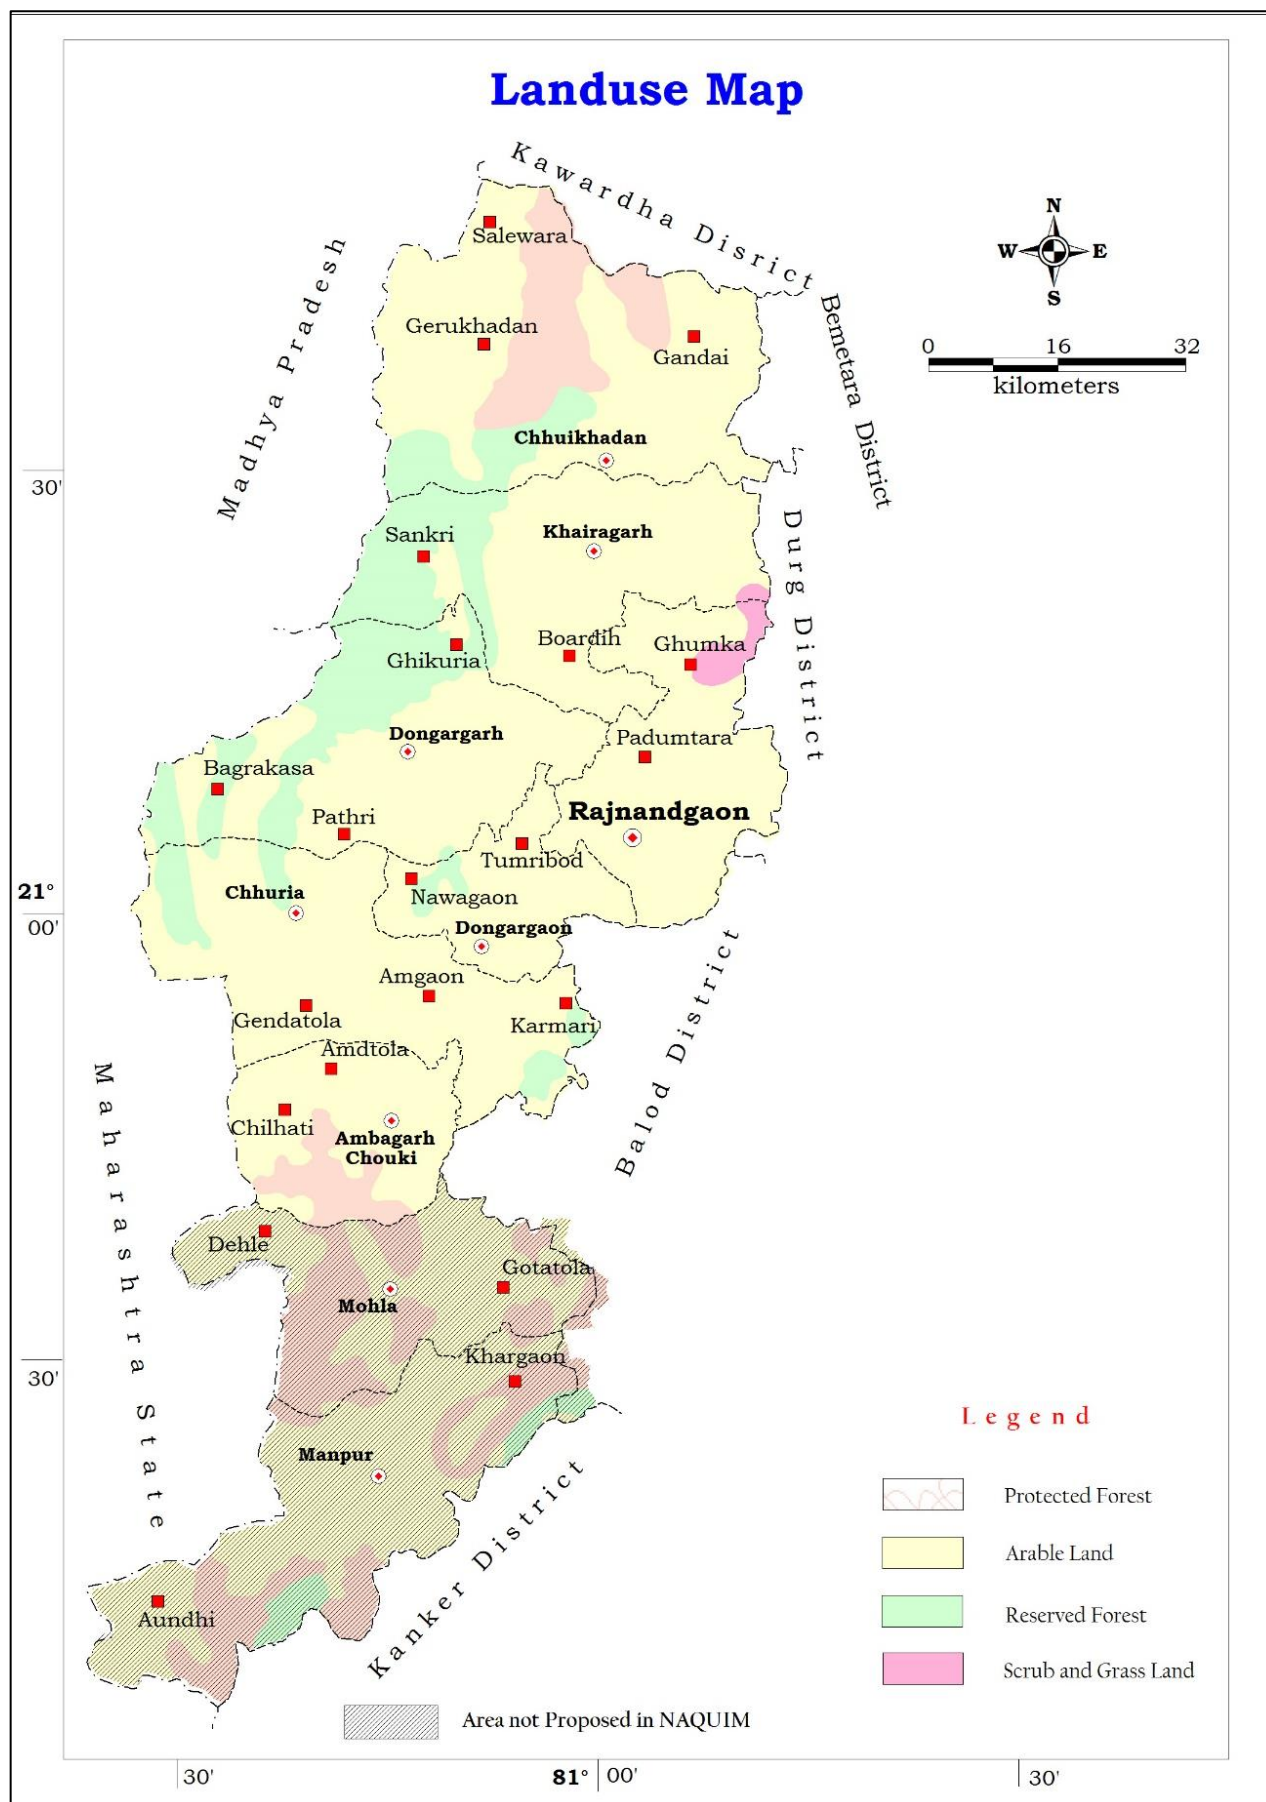 Landuse Map
Kawardha Disrict
N
W
E
S
Salewara
Madhya Pradesh
Bemetara District
Gerukhadan
Gandai
0 16 32
kilometers
Chhuikhadan
30'
Sankri
Khairagarh
Durg District
Ghikuria
Boardih
Ghumka
Dongargarh
Padumtara
Bagrakasa
Pathri
Rajnandgaon
Tumribod
21°
00'
Chhuria
Nawagaon
Dongargaon
Amgaon
Balod District
Gendatola
Karmari
Amdtola
Maharashtra State
Chilhati
Ambagarh
Chouki
Dehle
Gotatola
Mohla
Khargaon
30'
Manpur
Kanker District
Aundhi
Legend
Protected Forest
Arable Land
Reserved Forest
Scrub and Grass Land
Area not Proposed in NAQUIM
30'
81° 00'
30'